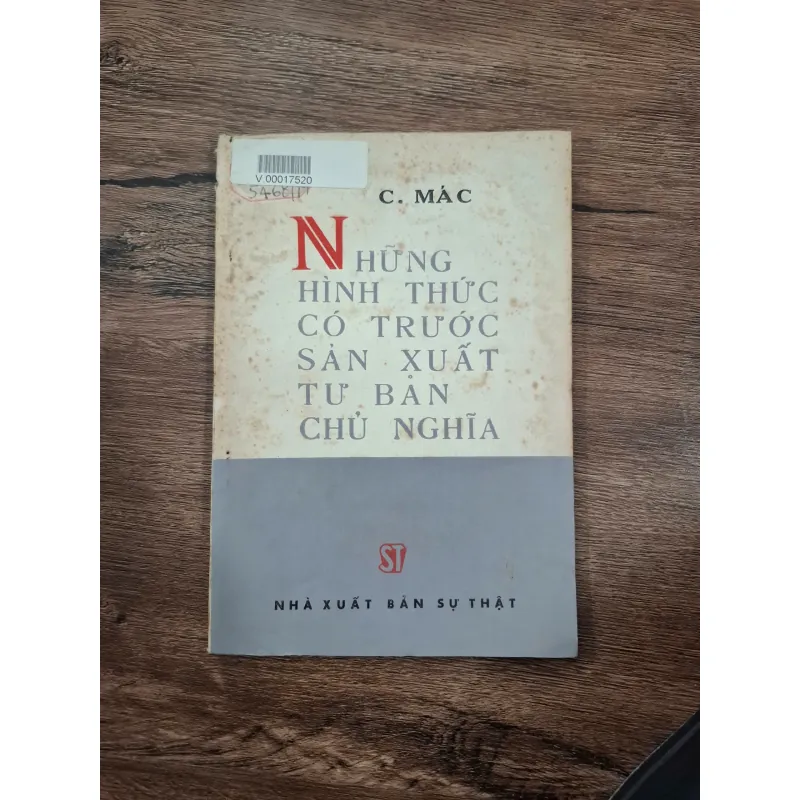 V 00017520
C. MÁC
NHỮNG
HÌNH THỨC
CÓ TRƯỚC
SẢN XUẤT
TƯ BẢN
CHỦ NGHĨA
ST
NHÀ XUẤT BẢN SỰ THẬT